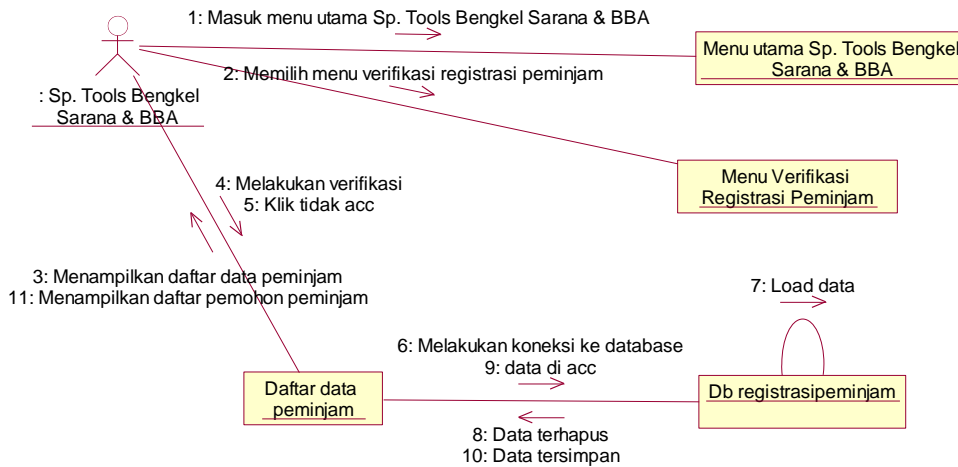 1: Masuk menu utama Sp. Tools Bengkel Sarana & BBA
Menu utama Sp. Tools Bengkel
Sarana & BBA
2: Memilih menu verifikasi registrasi peminjam
: Sp. Tools Bengkel
Sarana & BBA
Menu Verifikasi
Registrasi Peminjam
4: Melakukan verifikasi
5: Klik tidak acc
3: Menampilkan daftar data peminjam
11: Menampilkan daftar pemohon peminjam
7: Load data
6: Melakukan koneksi ke database
9: data di acc
Daftar data
peminjam
Db registrasipeminjam
8: Data terhapus
10: Data tersimpan